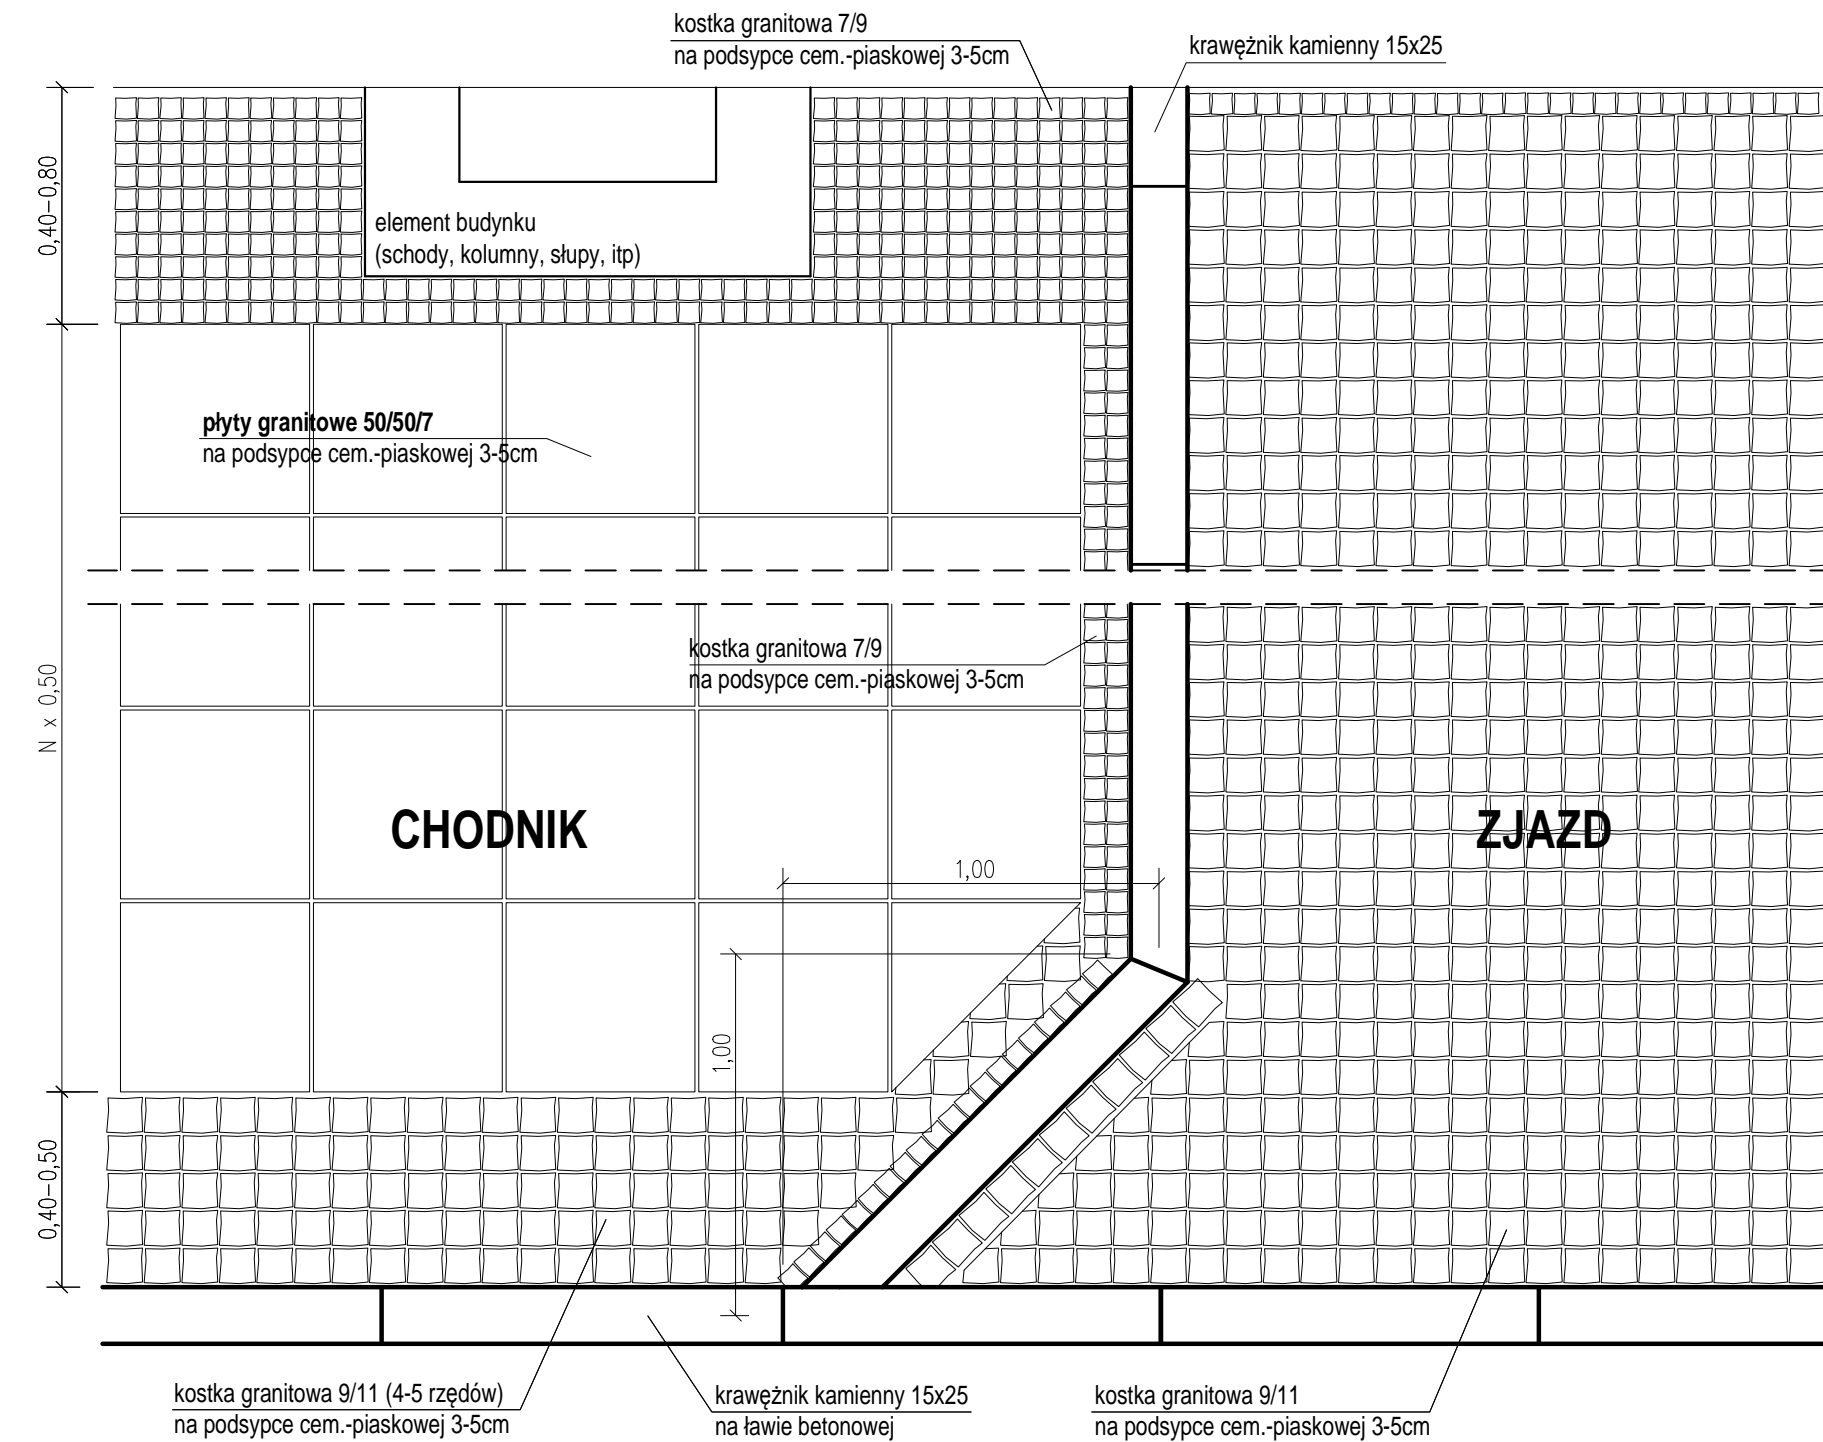 kostka granitowa 7/9
na podsypce cem.-piaskowej 3-5cm
krawężnik kamienny 15x25
0,40-0,80
element budynku
(schody, kolumny, słupy, itp)
płyty granitowe 50/50/7
na podsypce cem.-piaskowej 3-5cm
kostka granitowa 7/9
na podsypce cem.-piaskowej 3-5cm
N x 0,50
CHODNIK
ZJAZD
1,00
1,00
0,40-0,50
kostka granitowa 9/11 (4-5 rzędów)
na podsypce cem.-piaskowej 3-5cm
krawężnik kamienny 15x25
na ławie betonowej
kostka granitowa 9/11
na podsypce cem.-piaskowej 3-5cm